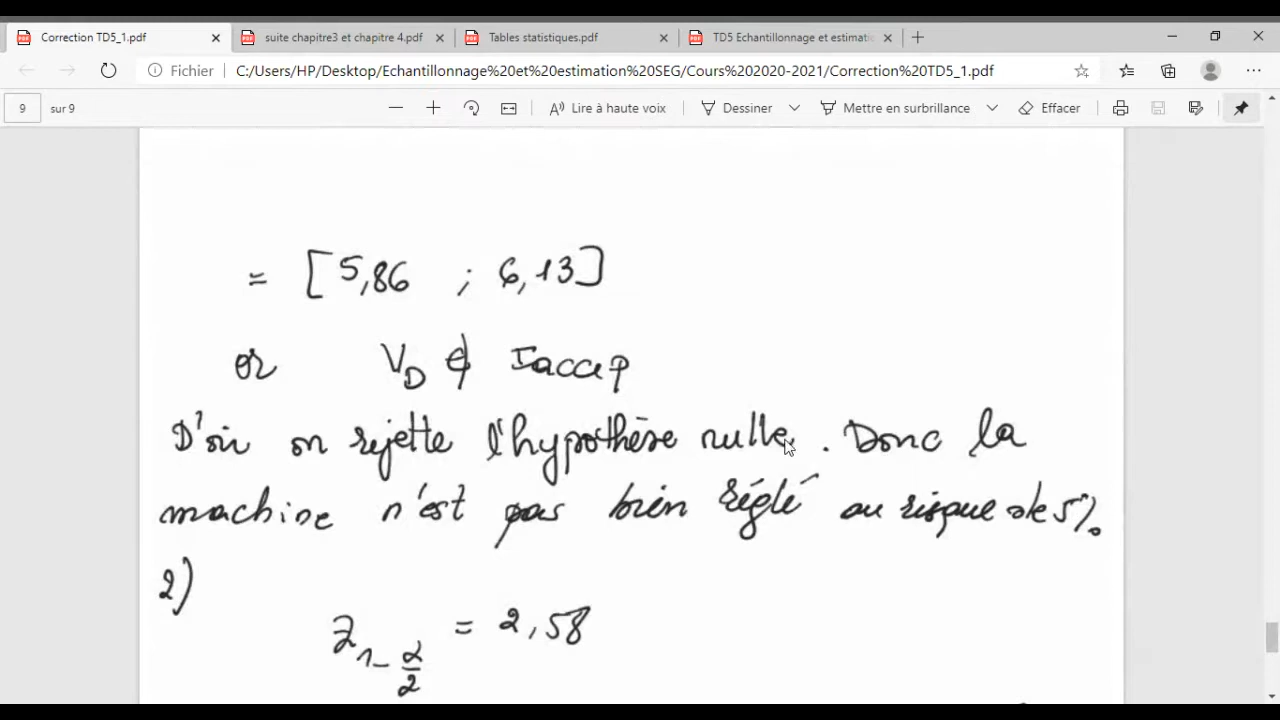 Correction TD5_1.pdf
suite chapitre3 et chapitre 4.pdf
Tables statistiques.pdf
TD5 Echantillonnage et estimati
Fichier
C:/Users/HP/Desktop/Echantillonnage%20et%20estimation%20SEG/Cours%202020-2021/Correction%20TD5_1.pdf
9 sur 9
Lire à haute voix
Dessiner
Mettre en surbrillance
Effacer
= [5,86 ; 6,13]
or V_D ∉ Iaccep
D'où on rejette l'hypothèse nulle. Donc la
machine n'est pas bien réglé au risque de 5%.
2)
z_{1-α/2} = 2,58